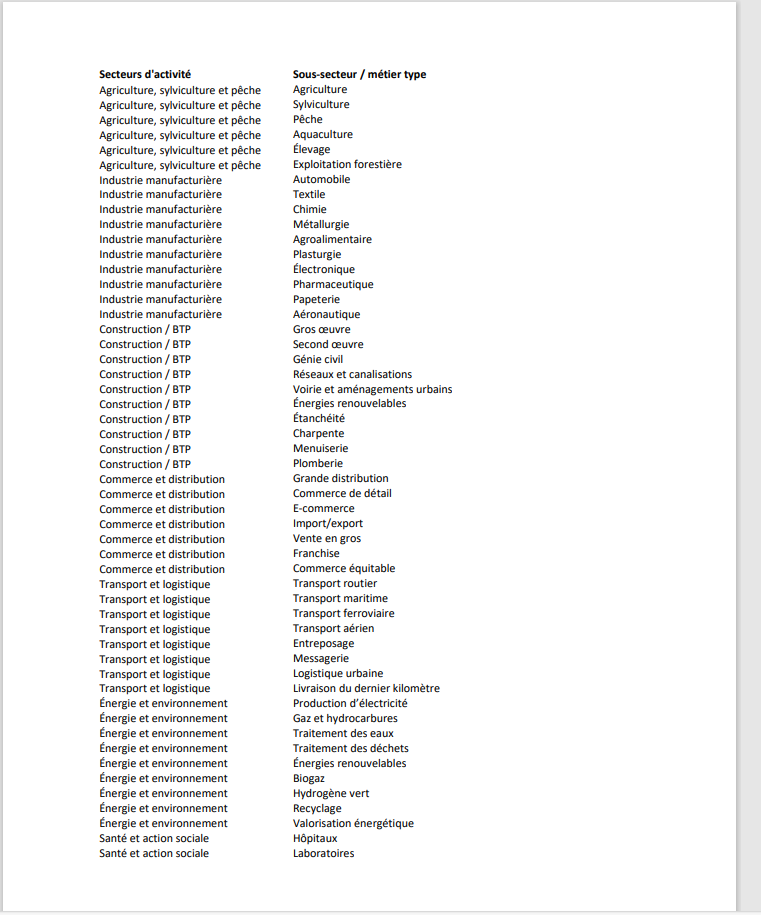 Secteurs d'activité Sous-secteur / métier type
Agriculture, sylviculture et pêche Agriculture
Agriculture, sylviculture et pêche Sylviculture
Agriculture, sylviculture et pêche Pêche
Agriculture, sylviculture et pêche Aquaculture
Agriculture, sylviculture et pêche Élevage
Agriculture, sylviculture et pêche Exploitation forestière
Industrie manufacturière Automobile
Industrie manufacturière Textile
Industrie manufacturière Chimie
Industrie manufacturière Métallurgie
Industrie manufacturière Agroalimentaire
Industrie manufacturière Plasturgie
Industrie manufacturière Électronique
Industrie manufacturière Pharmaceutique
Industrie manufacturière Papeterie
Industrie manufacturière Aéronautique
Construction / BTP Gros œuvre
Construction / BTP Second œuvre
Construction / BTP Génie civil
Construction / BTP Réseaux et canalisations
Construction / BTP Voirie et aménagements urbains
Construction / BTP Énergies renouvelables
Construction / BTP Étanchéité
Construction / BTP Charpente
Construction / BTP Menuiserie
Construction / BTP Plomberie
Commerce et distribution Grande distribution
Commerce et distribution Commerce de détail
Commerce et distribution E-commerce
Commerce et distribution Import/export
Commerce et distribution Vente en gros
Commerce et distribution Franchise
Commerce et distribution Commerce équitable
Transport et logistique Transport routier
Transport et logistique Transport maritime
Transport et logistique Transport ferroviaire
Transport et logistique Transport aérien
Transport et logistique Entreposage
Transport et logistique Messagerie
Transport et logistique Logistique urbaine
Transport et logistique Livraison du dernier kilomètre
Énergie et environnement Production d’électricité
Énergie et environnement Gaz et hydrocarbures
Énergie et environnement Traitement des eaux
Énergie et environnement Traitement des déchets
Énergie et environnement Énergies renouvelables
Énergie et environnement Biogaz
Énergie et environnement Hydrogène vert
Énergie et environnement Recyclage
Énergie et environnement Valorisation énergétique
Santé et action sociale Hôpitaux
Santé et action sociale Laboratoires